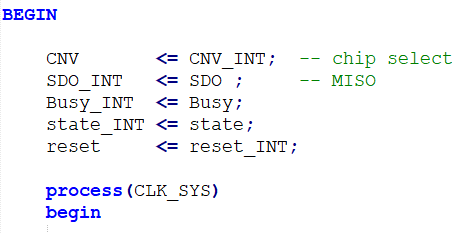 BEGIN
CNV <= CNV_INT; -- chip select
SDO_INT <= SDO ; -- MISO
Busy_INT <= Busy;
state_INT <= state;
reset <= reset_INT;
process(CLK_SYS)
begin